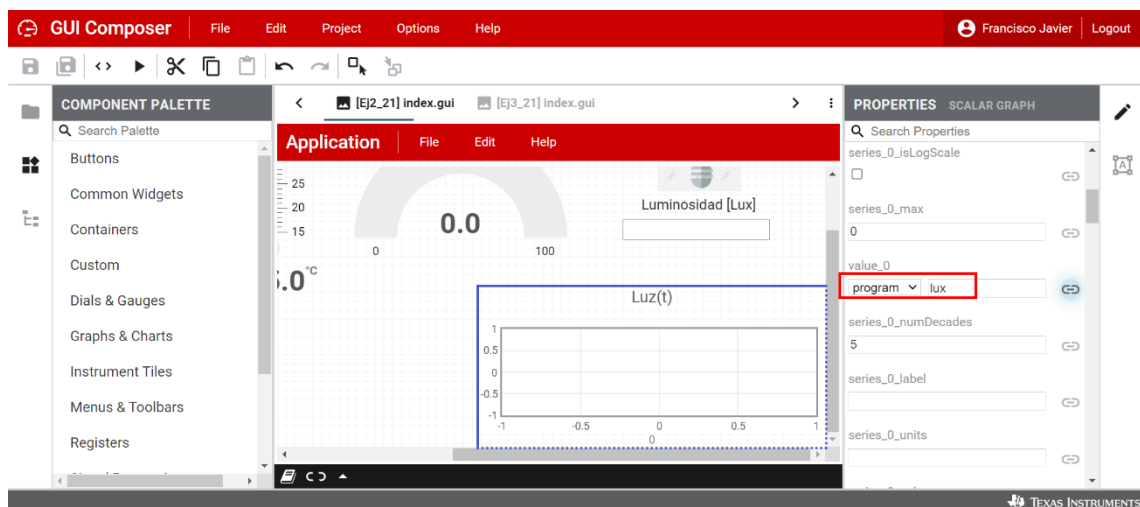 GUI Composer File Edit Project Options Help Francisco Javier Logout
COMPONENT PALETTE
Search Palette
Buttons
Common Widgets
Containers
Custom
Dials & Gauges
Graphs & Charts
Instrument Tiles
Menus & Toolbars
Registers
[Ej2_21] index.gui [Ej3_21] index.gui
Application File Edit Help
25
20
15
0.0
0 100
.0°C
Luminosidad [Lux]
Luz(t)
1
0.5
0
-0.5
-1
-1 -0.5 0 0.5 1
0
PROPERTIES SCALAR GRAPH
Search Properties
series_0_isLogScale
series_0_max
0
value_0
program lux
series_0_numDecades
5
series_0_label
series_0_units
TEXAS INSTRUMENTS